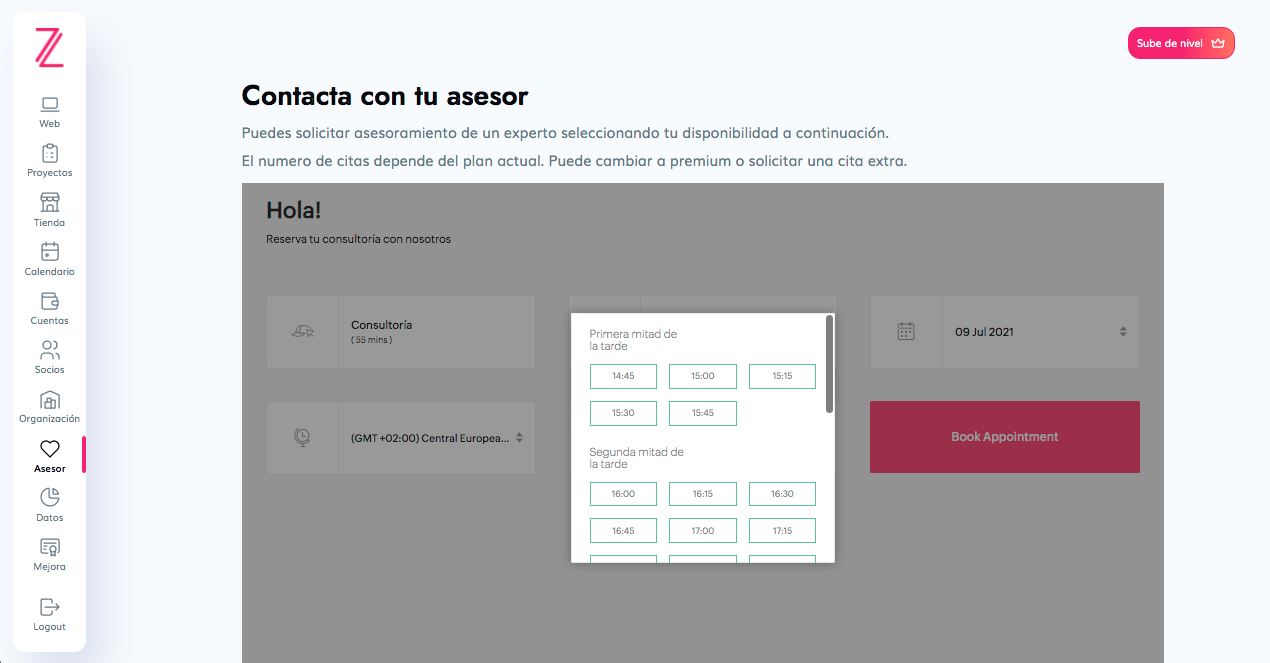 Z
Web
Proyectos
Tienda
Calendario
Cuentas
Socios
Organización
Asesor
Datos
Mejora
Logout
Sube de nivel
Contacta con tu asesor
Puedes solicitar asesoramiento de un experto seleccionando tu disponibilidad a continuación.
El numero de citas depende del plan actual. Puede cambiar a premium o solicitar una cita extra.
Hola!
Reserva tu consultoría con nosotros
Consultoría
( 55 mins )
09 Jul 2021
(GMT +02:00) Central Europea...
Book Appointment
Primera mitad de
la tarde
14:45 15:00 15:15
15:30 15:45
Segunda mitad de
la tarde
16:00 16:15 16:30
16:45 17:00 17:15